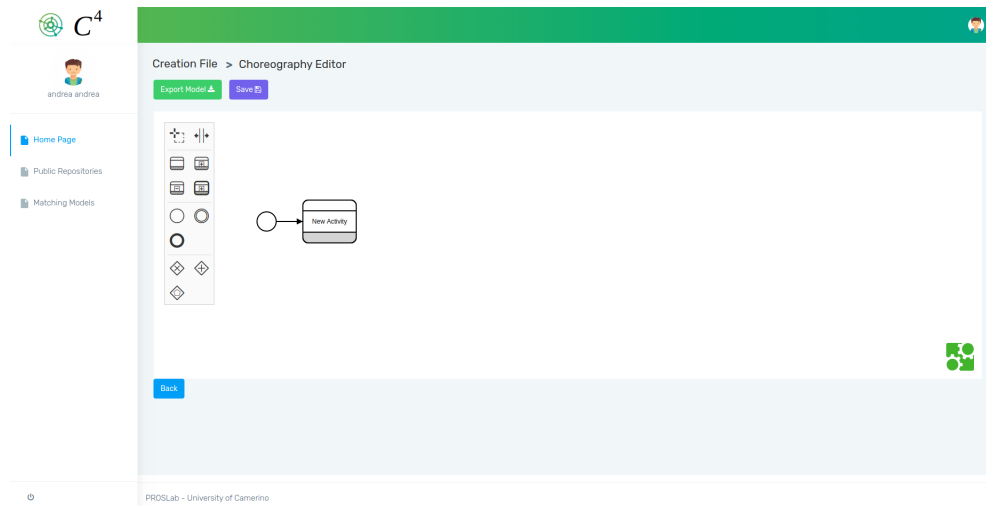 C4
andrea andrea
Home Page
Public Repositories
Matching Models
Creation File > Choreography Editor
Export Model
Save
New Activity
Back
PROSLab - University of Camerino